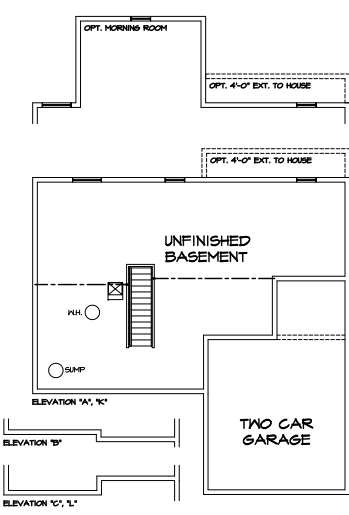 OPT. MORNING ROOM
OPT. 4'-0" EXT. TO HOUSE
OPT. 4'-0" EXT. TO HOUSE
UNFINISHED
BASEMENT
W.H.
SUMP
ELEVATION "A", "K"
TWO CAR
GARAGE
ELEVATION "B"
ELEVATION "C", "L"